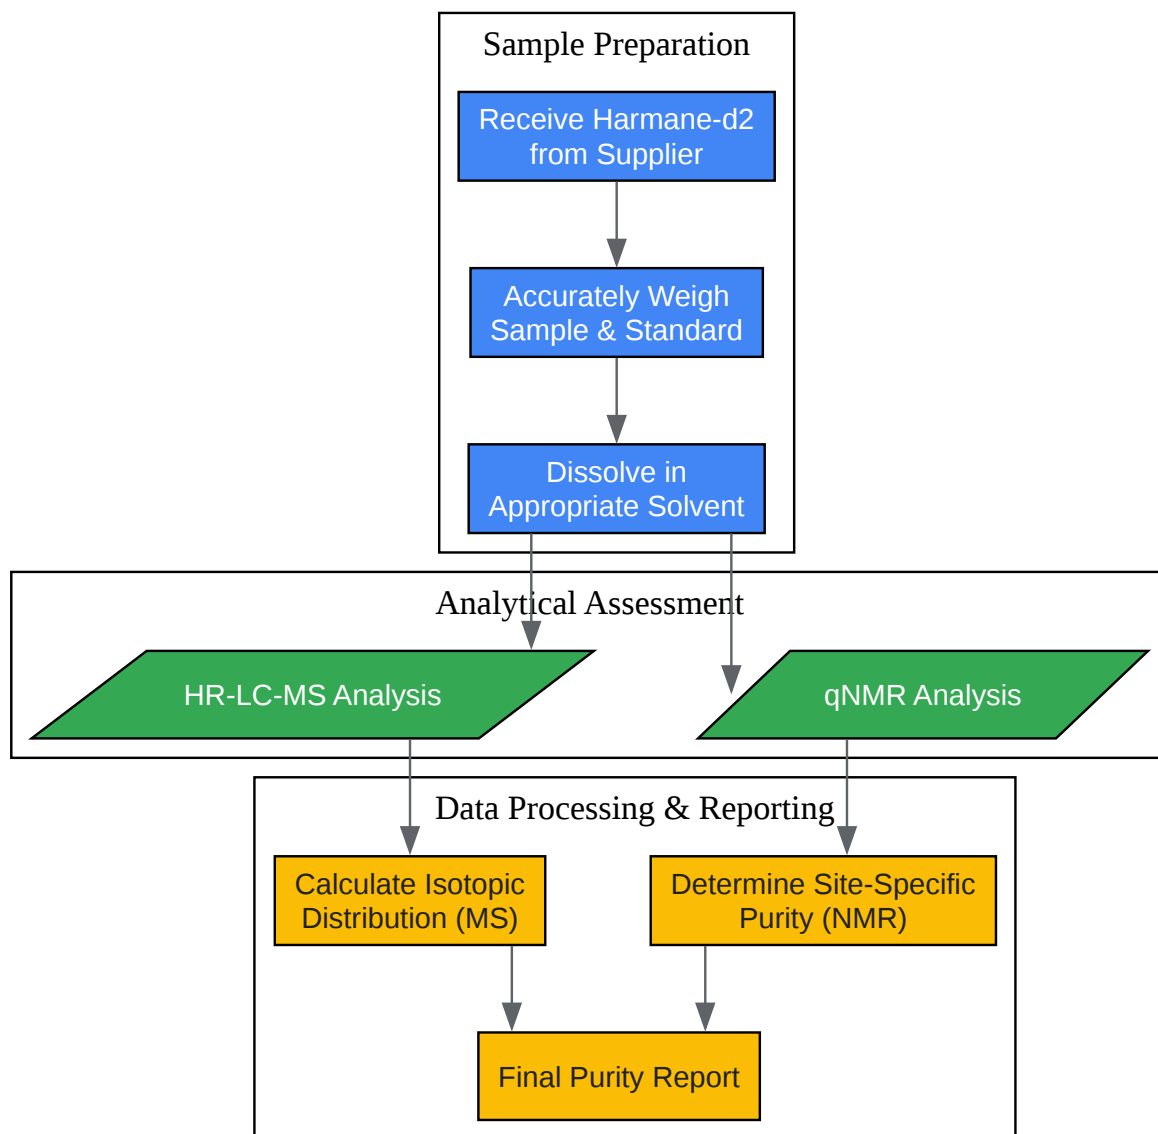 Sample Preparation
Receive Harmane-d2
from Supplier
Accurately Weigh
Sample & Standard
Dissolve in
Appropriate Solvent
Analytical Assessment
HR-LC-MS Analysis
qNMR Analysis
Data Processing & Reporting
Calculate Isotopic
Distribution (MS)
Determine Site-Specific
Purity (NMR)
Final Purity Report